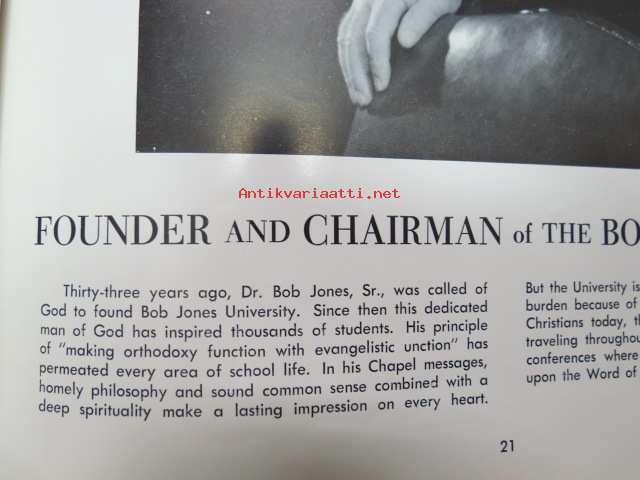 Antikvariaatti.net
FOUNDER AND CHAIRMAN of THE BO
Thirty-three years ago, Dr. Bob Jones, Sr., was called of
God to found Bob Jones University. Since then this dedicated
man of God has inspired thousands of students. His principle
of "making orthodoxy function with evangelistic unction" has
permeated every area of school life. In his Chapel messages,
homely philosophy and sound common sense combined with a
deep spirituality make a lasting impression on every heart.
But the University is
burden because of
Christians today, th
traveling throughou
conferences where
upon the Word of
21